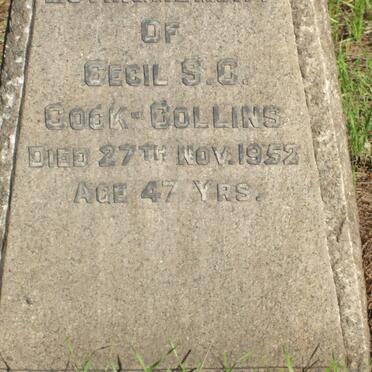 OF
CECIL S.C.
COCK-COLLINS
DIED 27TH NOV. 1952
AGE 47 YRS.